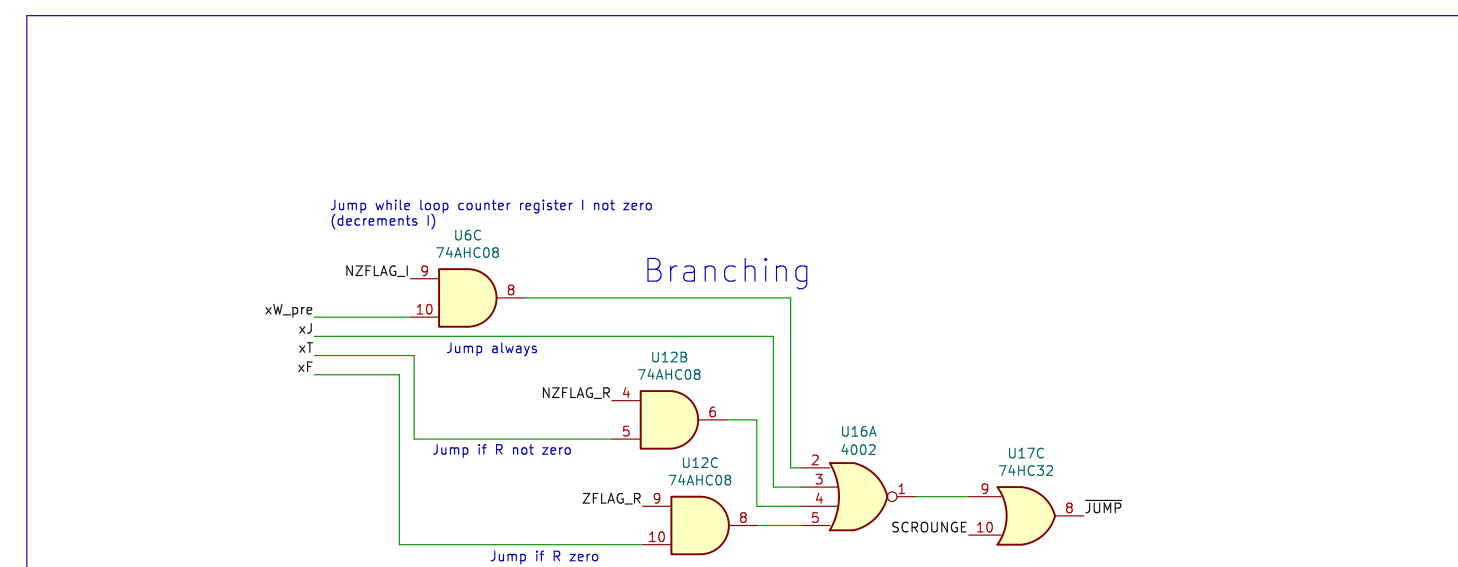 Jump while loop counter register I not zero
(decrements I)
U6C
74AHC08
NZFLAG_I 9
8
xW_pre 10
Branching
xJ
Jump always
xT
xF
U12B
74AHC08
NZFLAG_R 4
6
5
Jump if R not zero
U12C
74AHC08
ZFLAG_R 9
8
10
Jump if R zero
U16A
4002
2
3
4
5
1
U17C
74HC32
9
SCROUNGE 10
8 JUMP